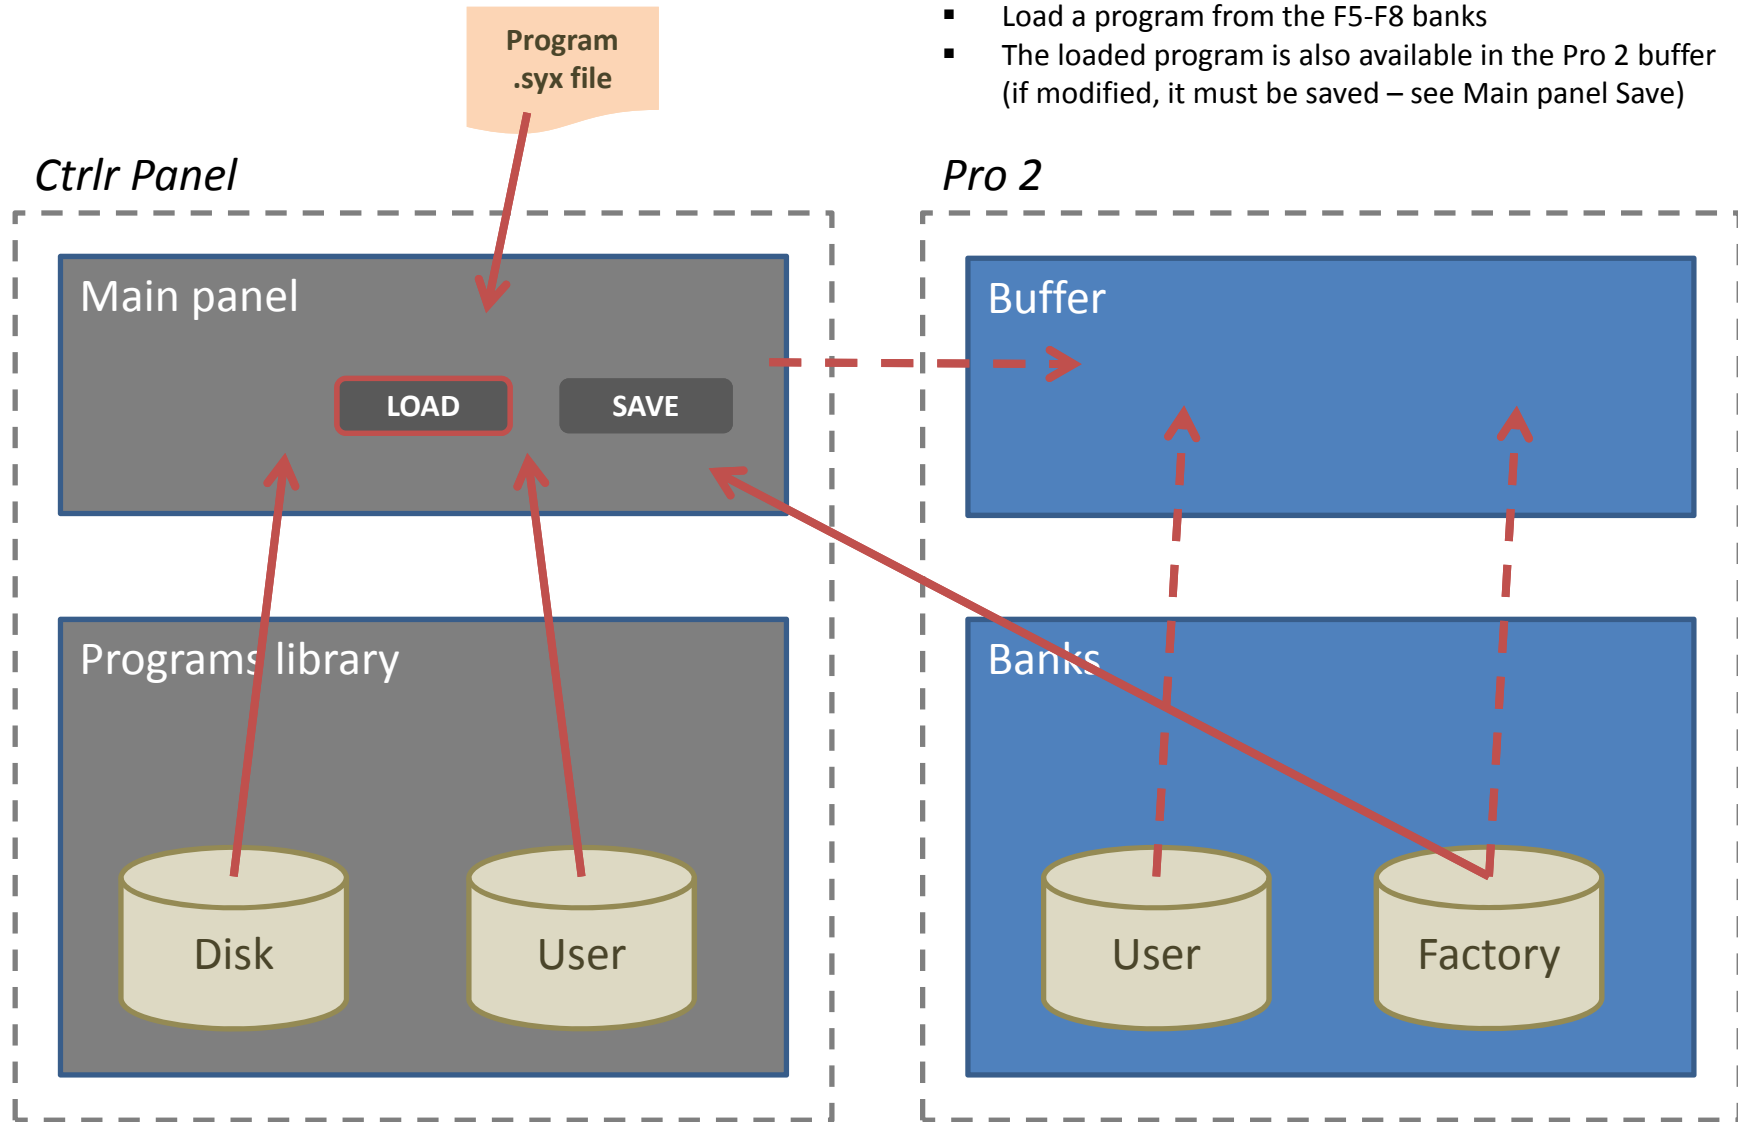 Program
.syx file
▪ Load a program from the F5-F8 banks
▪ The loaded program is also available in the Pro 2 buffer
(if modified, it must be saved – see Main panel Save)
Ctrlr Panel
Pro 2
Main panel
LOAD
SAVE
Buffer
Programs library
Disk
User
Banks
User
Factory